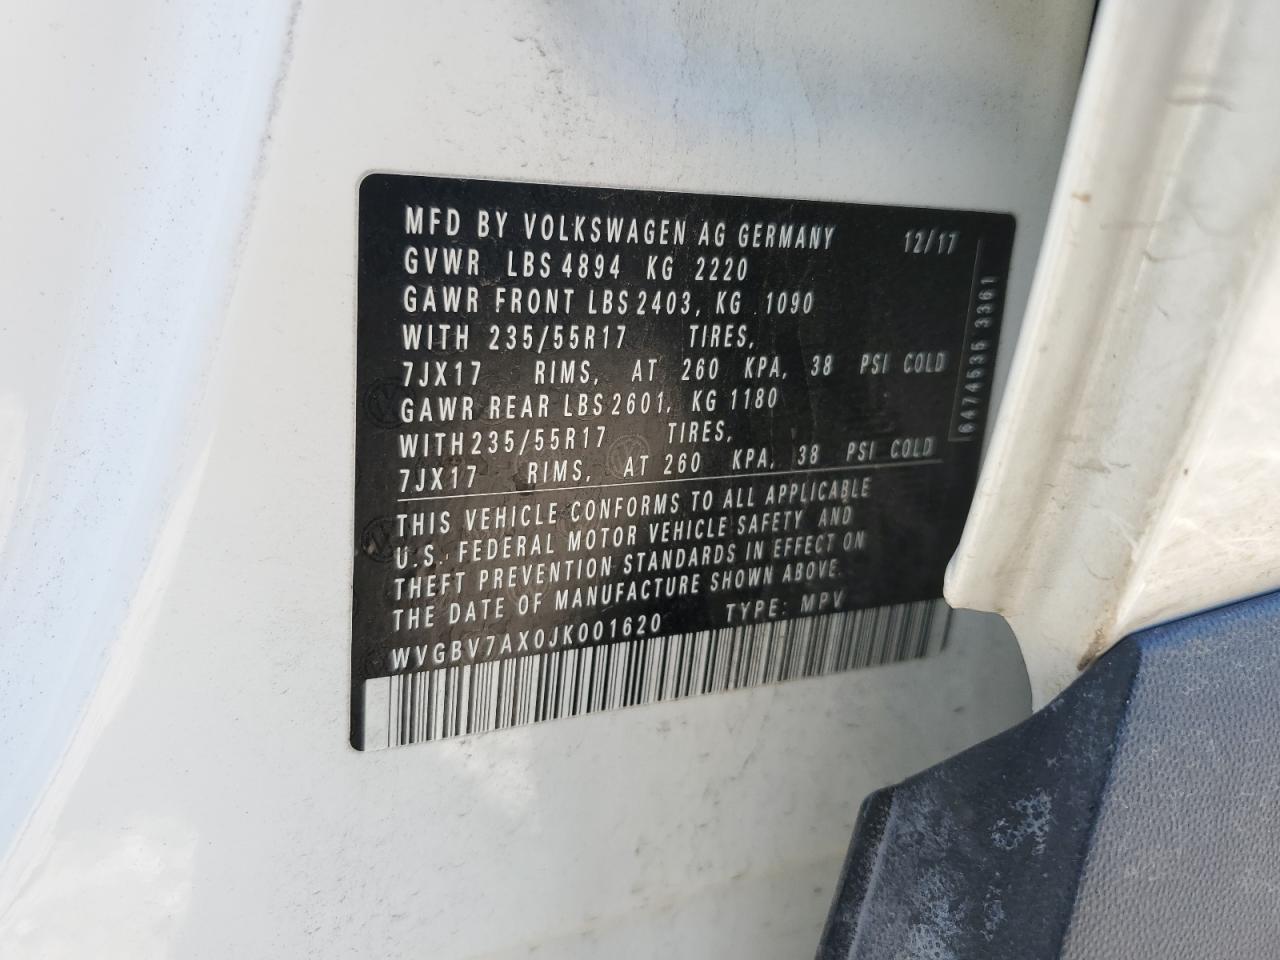 MFD BY VOLKSWAGEN AG GERMANY 12/17
GVWR LBS 4894 KG 2220
GAWR FRONT LBS 2403, KG 1090
WITH 235/55R17 TIRES,
7JX17 RIMS, AT 260 KPA, 38 PSI COLD
GAWR REAR LBS 2601, KG 1180
WITH 235/55R17 TIRES,
7JX17 RIMS, AT 260 KPA, 38 PSI COLD
THIS VEHICLE CONFORMS TO ALL APPLICABLE
U.S. FEDERAL MOTOR VEHICLE SAFETY AND
THEFT PREVENTION STANDARDS IN EFFECT ON
THE DATE OF MANUFACTURE SHOWN ABOVE.
WVGBV7AX0JK001620 TYPE: MPV
6474535 3361